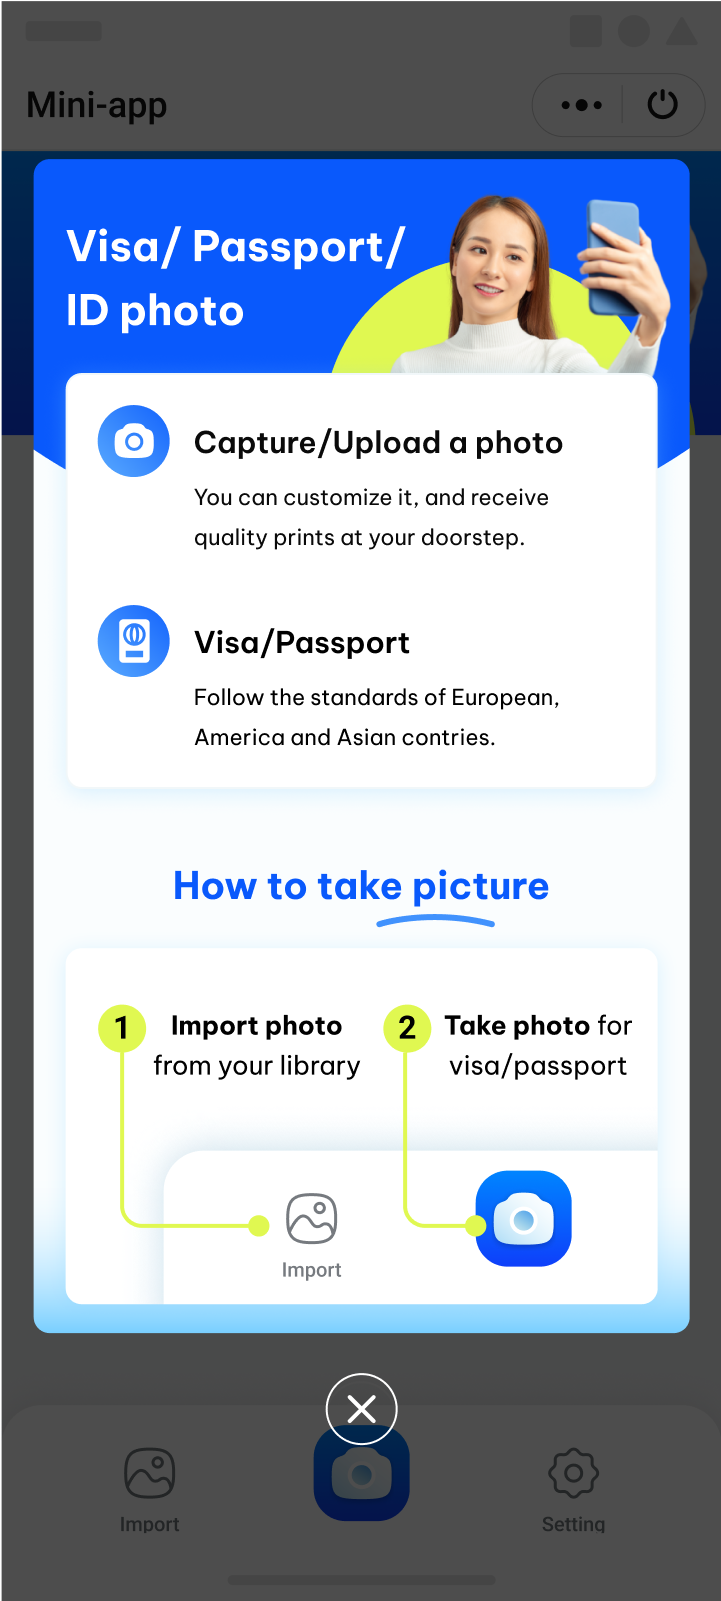 Mini-app
Visa/ Passport/
ID photo
Capture/Upload a photo
You can customize it, and receive
quality prints at your doorstep.
Visa/Passport
Follow the standards of European,
America and Asian contries.
How to take picture
1 Import photo
from your library
2 Take photo for
visa/passport
Import
Import
Setting